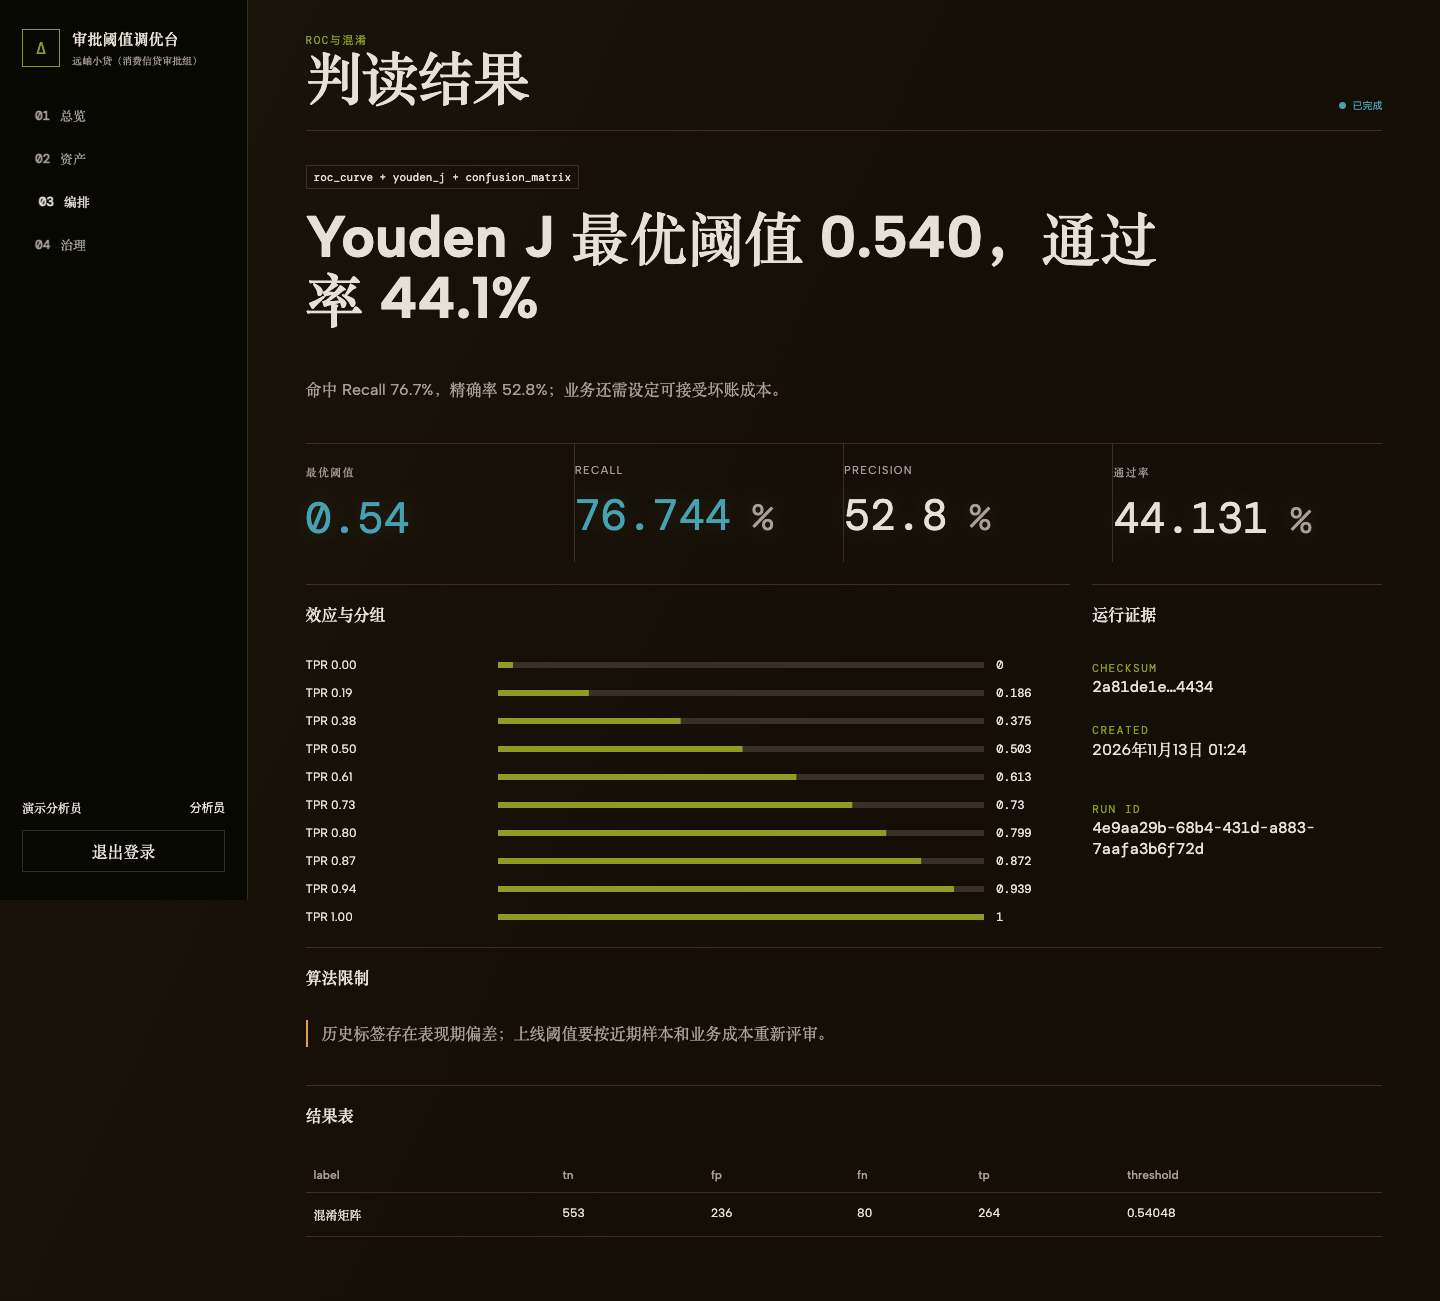 Δ
审批阈值调优台
远岫小贷（消费信贷审批组）
01 总览
02 资产
03 编排
04 治理
演示分析员 分析员
退出登录
ROC与混淆
判读结果
已完成
roc_curve + youden_j + confusion_matrix
Youden J 最优阈值 0.540，通过
率 44.1%
命中 Recall 76.7%，精确率 52.8%；业务还需设定可接受坏账成本。
最优阈值
0.54
RECALL
76.744 %
PRECISION
52.8 %
通过率
44.131 %
效应与分组
TPR 0.00 0
TPR 0.19 0.186
TPR 0.38 0.375
TPR 0.50 0.503
TPR 0.61 0.613
TPR 0.73 0.73
TPR 0.80 0.799
TPR 0.87 0.872
TPR 0.94 0.939
TPR 1.00 1
运行证据
CHECKSUM
2a81de1e…4434
CREATED
2026年11月13日 01:24
RUN ID
4e9aa29b-68b4-431d-a883-
7aafa3b6f72d
算法限制
历史标签存在表现期偏差；上线阈值要按近期样本和业务成本重新评审。
结果表
label tn fp fn tp threshold
混淆矩阵 553 236 80 264 0.54048